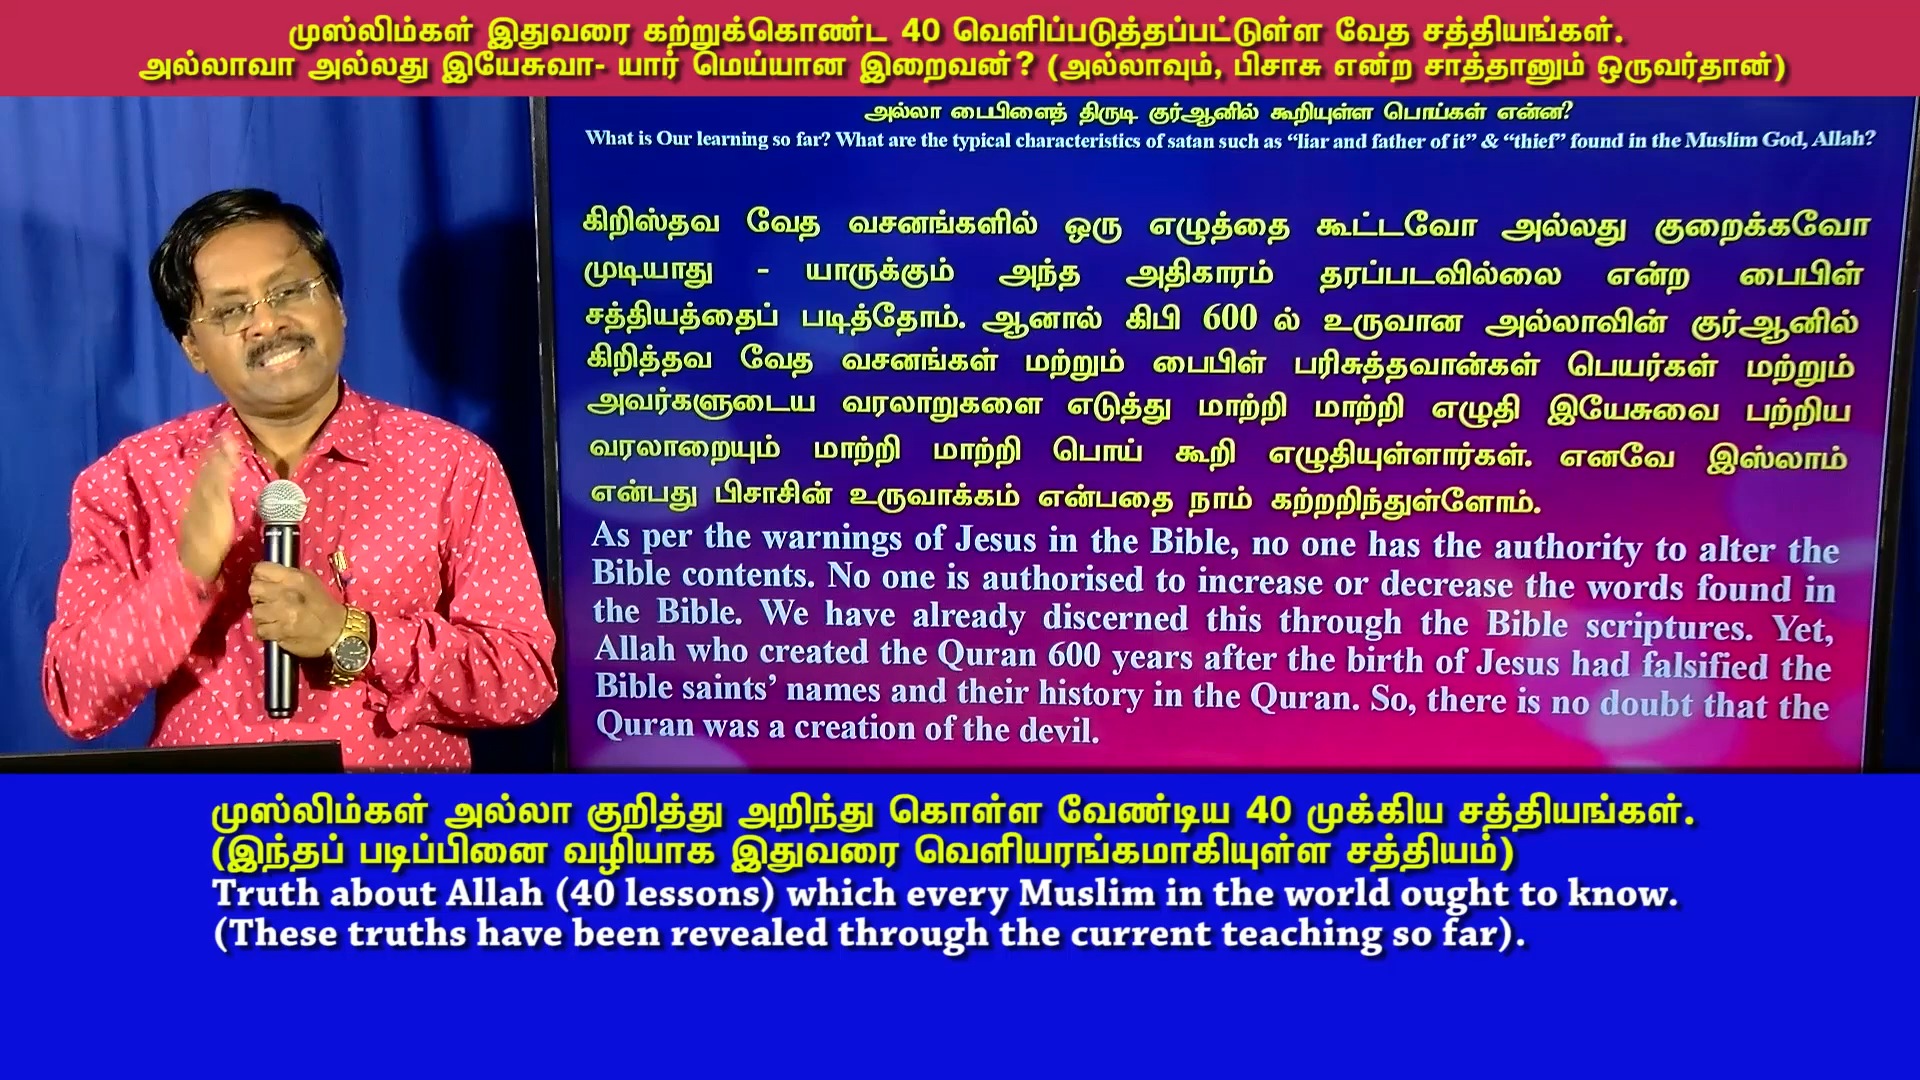 முஸ்லிம்கள் இதுவரை கற்றுக்கொண்ட 40 வெளிப்படுத்தப்பட்டுள்ள வேத சத்தியங்கள்.
அல்லாவா அல்லது இயேசுவா- யார் மெய்யான இறைவன்? (அல்லாவும், பிசாசு என்ற சாத்தானும் ஒருவர்தான்)
அல்லா பைபிளைத் திருடி குர்ஆனில் கூறியுள்ள பொய்கள் என்ன?
What is Our learning so far? What are the typical characteristics of satan such as “liar and father of it” & “thief” found in the Muslim God, Allah?
கிறிஸ்தவ வேத வசனங்களில் ஒரு எழுத்தை கூட்டவோ அல்லது குறைக்கவோ
முடியாது - யாருக்கும் அந்த அதிகாரம் தரப்படவில்லை என்ற பைபிள்
சத்தியத்தைப் படித்தோம். ஆனால் கிபி 600 ல் உருவான அல்லாவின் குர்ஆனில்
கிறித்தவ வேத வசனங்கள் மற்றும் பைபிள் பரிசுத்தவான்கள் பெயர்கள் மற்றும்
அவர்களுடைய வரலாறுகளை எடுத்து மாற்றி மாற்றி எழுதி இயேசுவை பற்றிய
வரலாறையும் மாற்றி மாற்றி பொய் கூறி எழுதியுள்ளார்கள். எனவே இஸ்லாம்
என்பது பிசாசின் உருவாக்கம் என்பதை நாம் கற்றறிந்துள்ளோம்.
As per the warnings of Jesus in the Bible, no one has the authority to alter the
Bible contents. No one is authorised to increase or decrease the words found in
the Bible. We have already discerned this through the Bible scriptures. Yet,
Allah who created the Quran 600 years after the birth of Jesus had falsified the
Bible saints’ names and their history in the Quran. So, there is no doubt that the
Quran was a creation of the devil.
முஸ்லிம்கள் அல்லா குறித்து அறிந்து கொள்ள வேண்டிய 40 முக்கிய சத்தியங்கள்.
(இந்தப் படிப்பினை வழியாக இதுவரை வெளியரங்கமாகியுள்ள சத்தியம்)
Truth about Allah (40 lessons) which every Muslim in the world ought to know.
(These truths have been revealed through the current teaching so far).